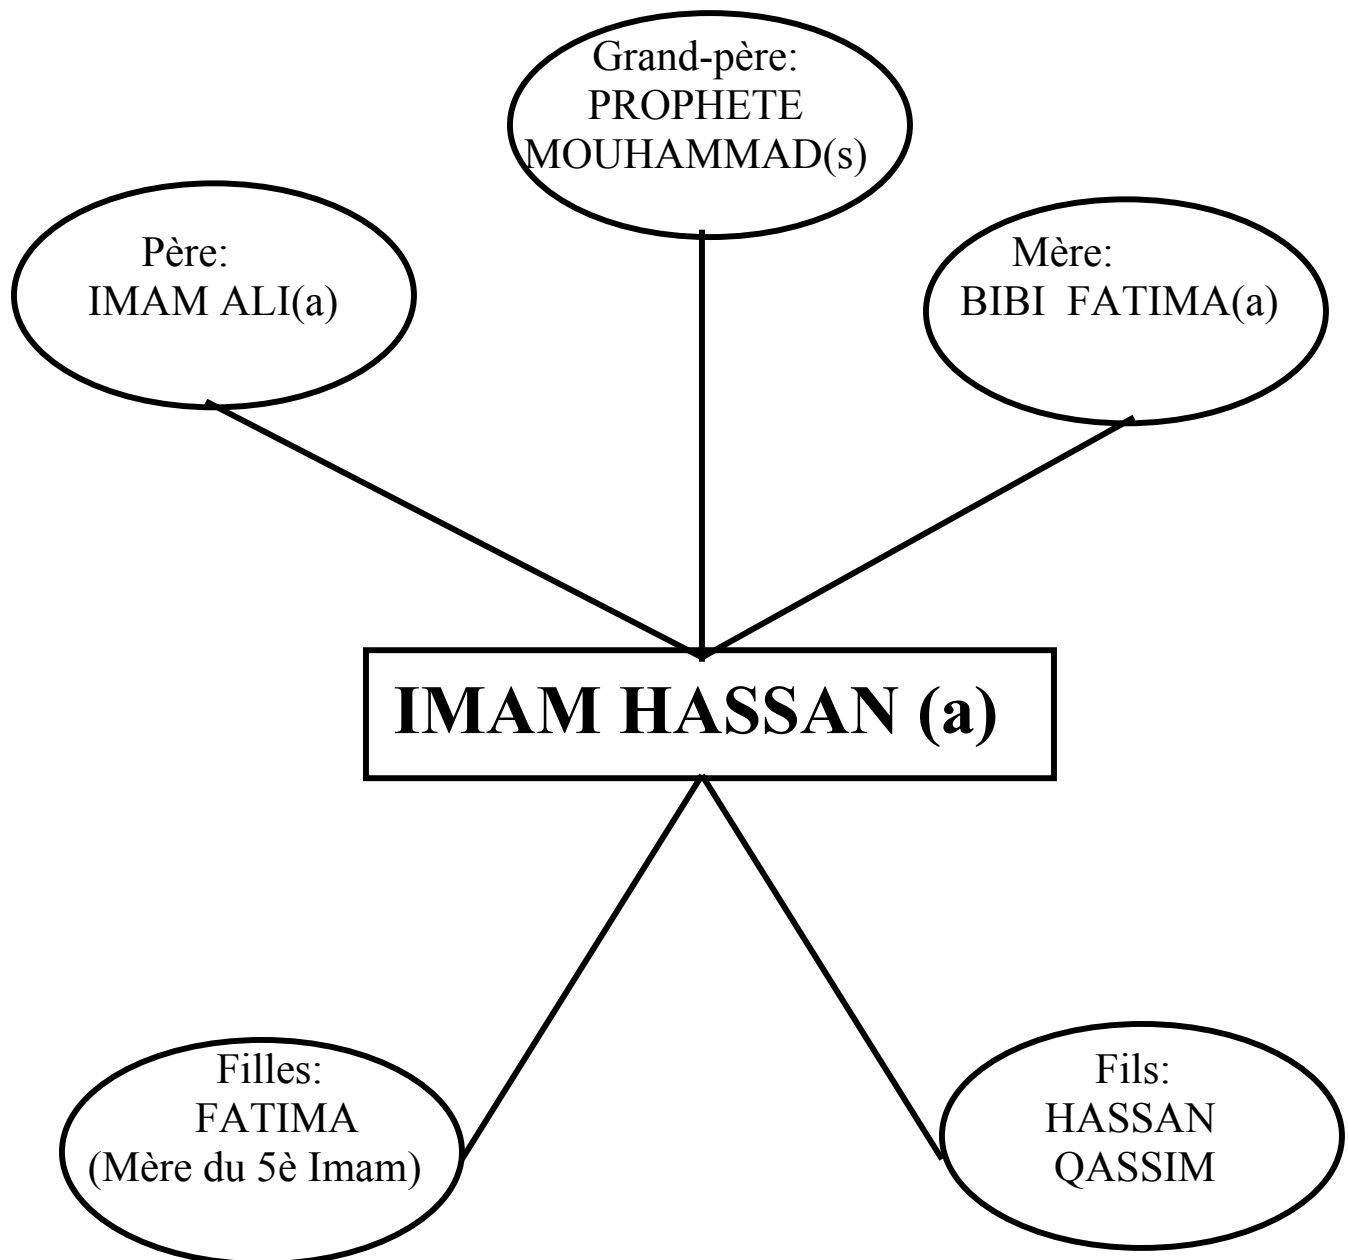 Grand-père:
PROPHETE
MOUHAMMAD(s)
Père:
IMAM ALI(a)
Mère:
BIBI FATIMA(a)
IMAM HASSAN (a)
Filles:
FATIMA
(Mère du 5è Imam)
Fils:
HASSAN
QASSIM